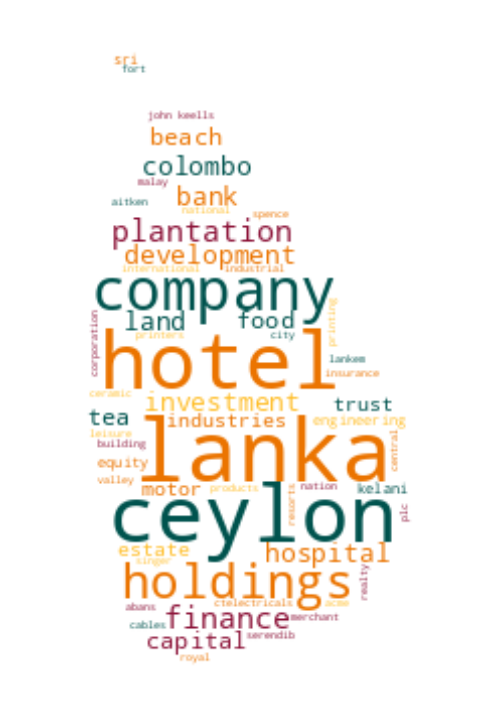 sri
fort
john keells
beach
colombo
malay
aitken
bank
national
spence
plantation
development
international industrial
company
land food
printing
city
corporation
printers
hotel
lankem
insurance
ceramic
investment trust
tea industries engineering
leisure
building
lanka
central
equity
valley
motor products
resorts
nation
kelani
ceylon
plc
estate hospital
singer
holdings
realty
abans
ctelectricals acme
finance merchant
cables
capital serendib
royal